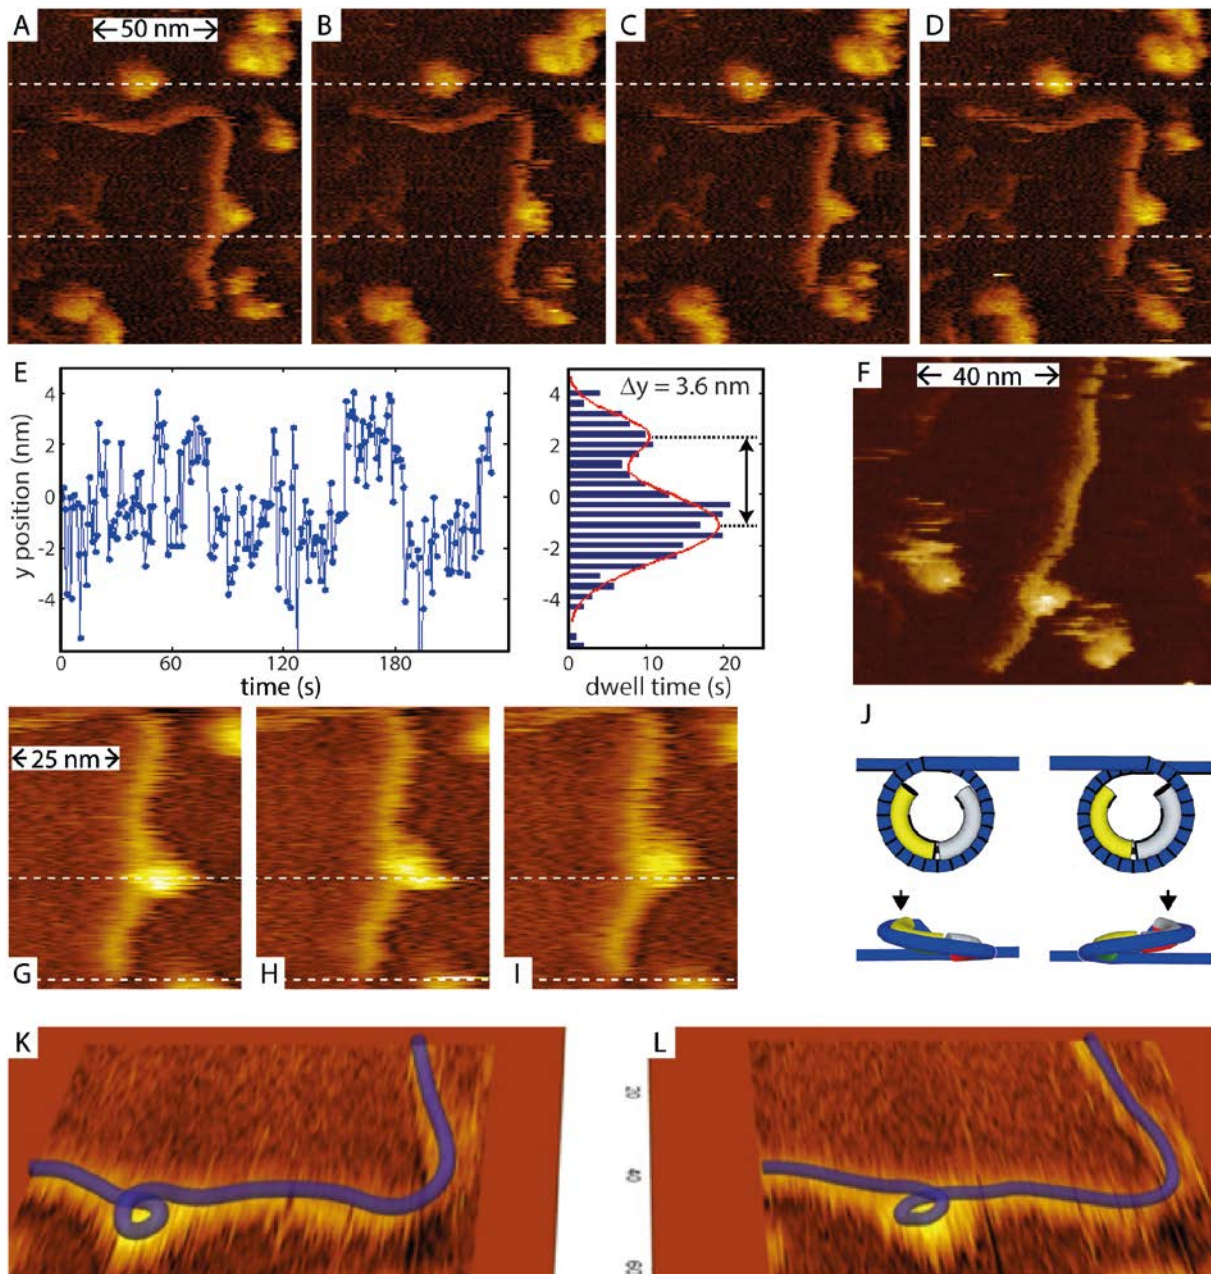 A
50 nm
B
C
D
E
y position (nm)
4
2
0
-2
-4
0
60
120
180
time (s)
4
2
0
-2
-4
Δy = 3.6 nm
0
10
20
dwell time (s)
F
40 nm
25 nm
G
H
I
J
K
L
20
40
60